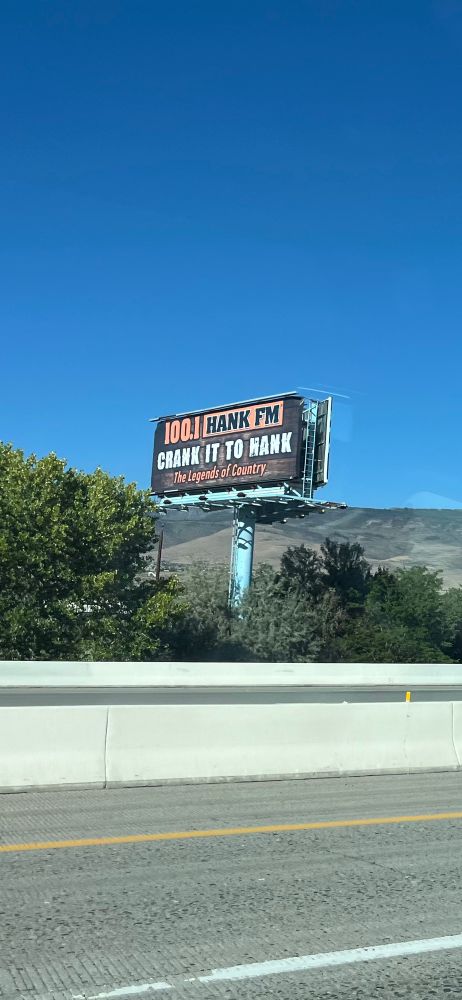 100.1 HANK FM
CRANK IT TO HANK
The Legends of Country